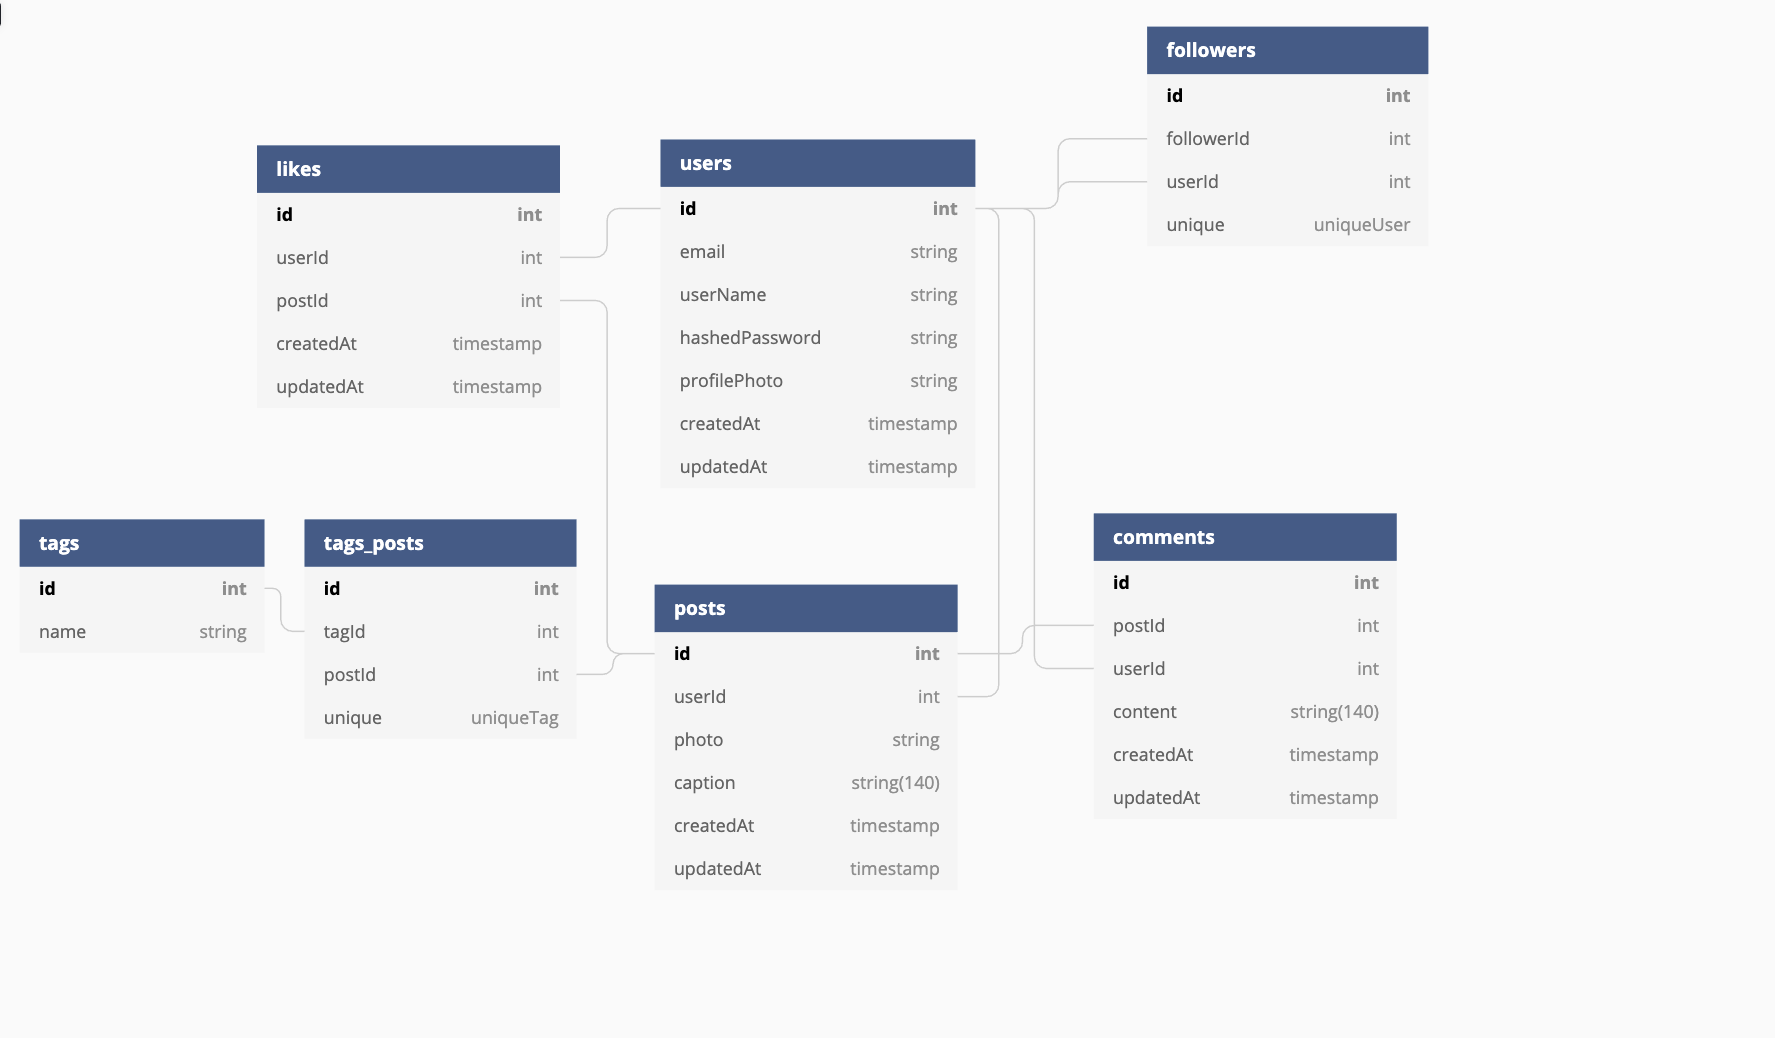 followers
id int
followerId int
userId int
unique uniqueUser
likes
id int
userId int
postId int
createdAt timestamp
updatedAt timestamp
users
id int
email string
userName string
hashedPassword string
profilePhoto string
createdAt timestamp
updatedAt timestamp
tags
id int
name string
tags_posts
id int
tagId int
postId int
unique uniqueTag
posts
id int
userId int
photo string
caption string(140)
createdAt timestamp
updatedAt timestamp
comments
id int
postId int
userId int
content string(140)
createdAt timestamp
updatedAt timestamp